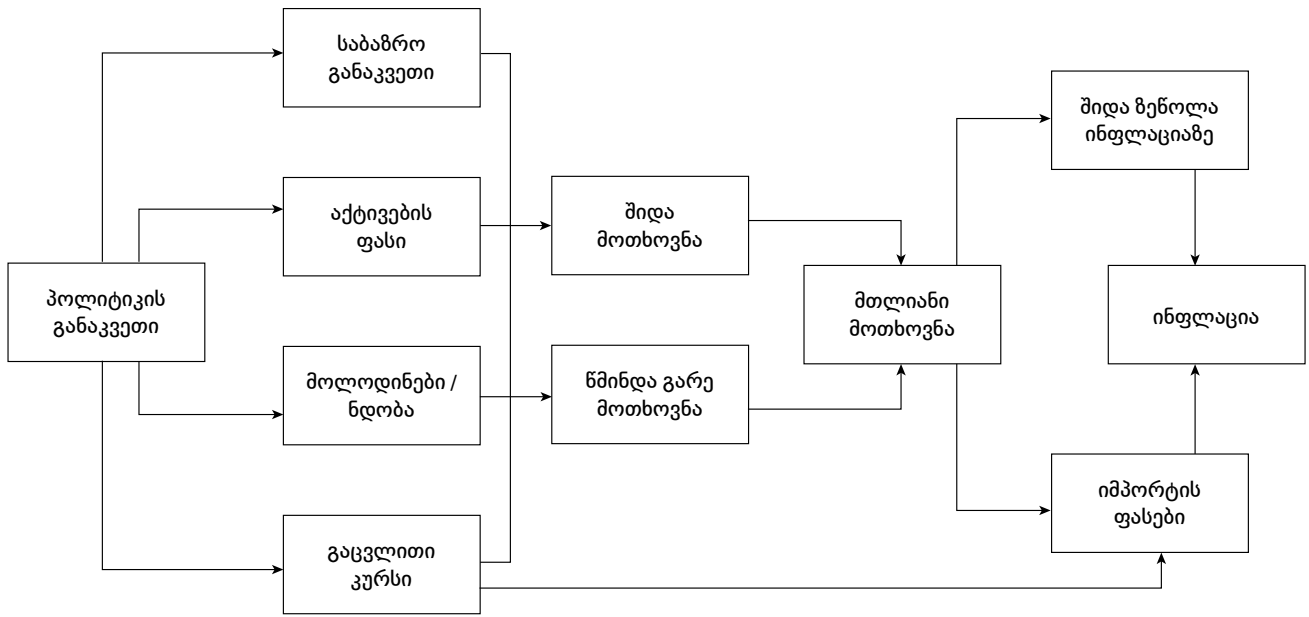 საბაზრო
განაკვეთი
შიდა ზეწოლა
ინფლაციაზე
აქტივების
ფასი
შიდა
მოთხოვნა
პოლიტიკის
განაკვეთი
მთლიანი
მოთხოვნა
ინფლაცია
მოლოდინები /
ნდობა
წმინდა გარე
მოთხოვნა
იმპორტის
ფასები
გაცვლითი
კურსი